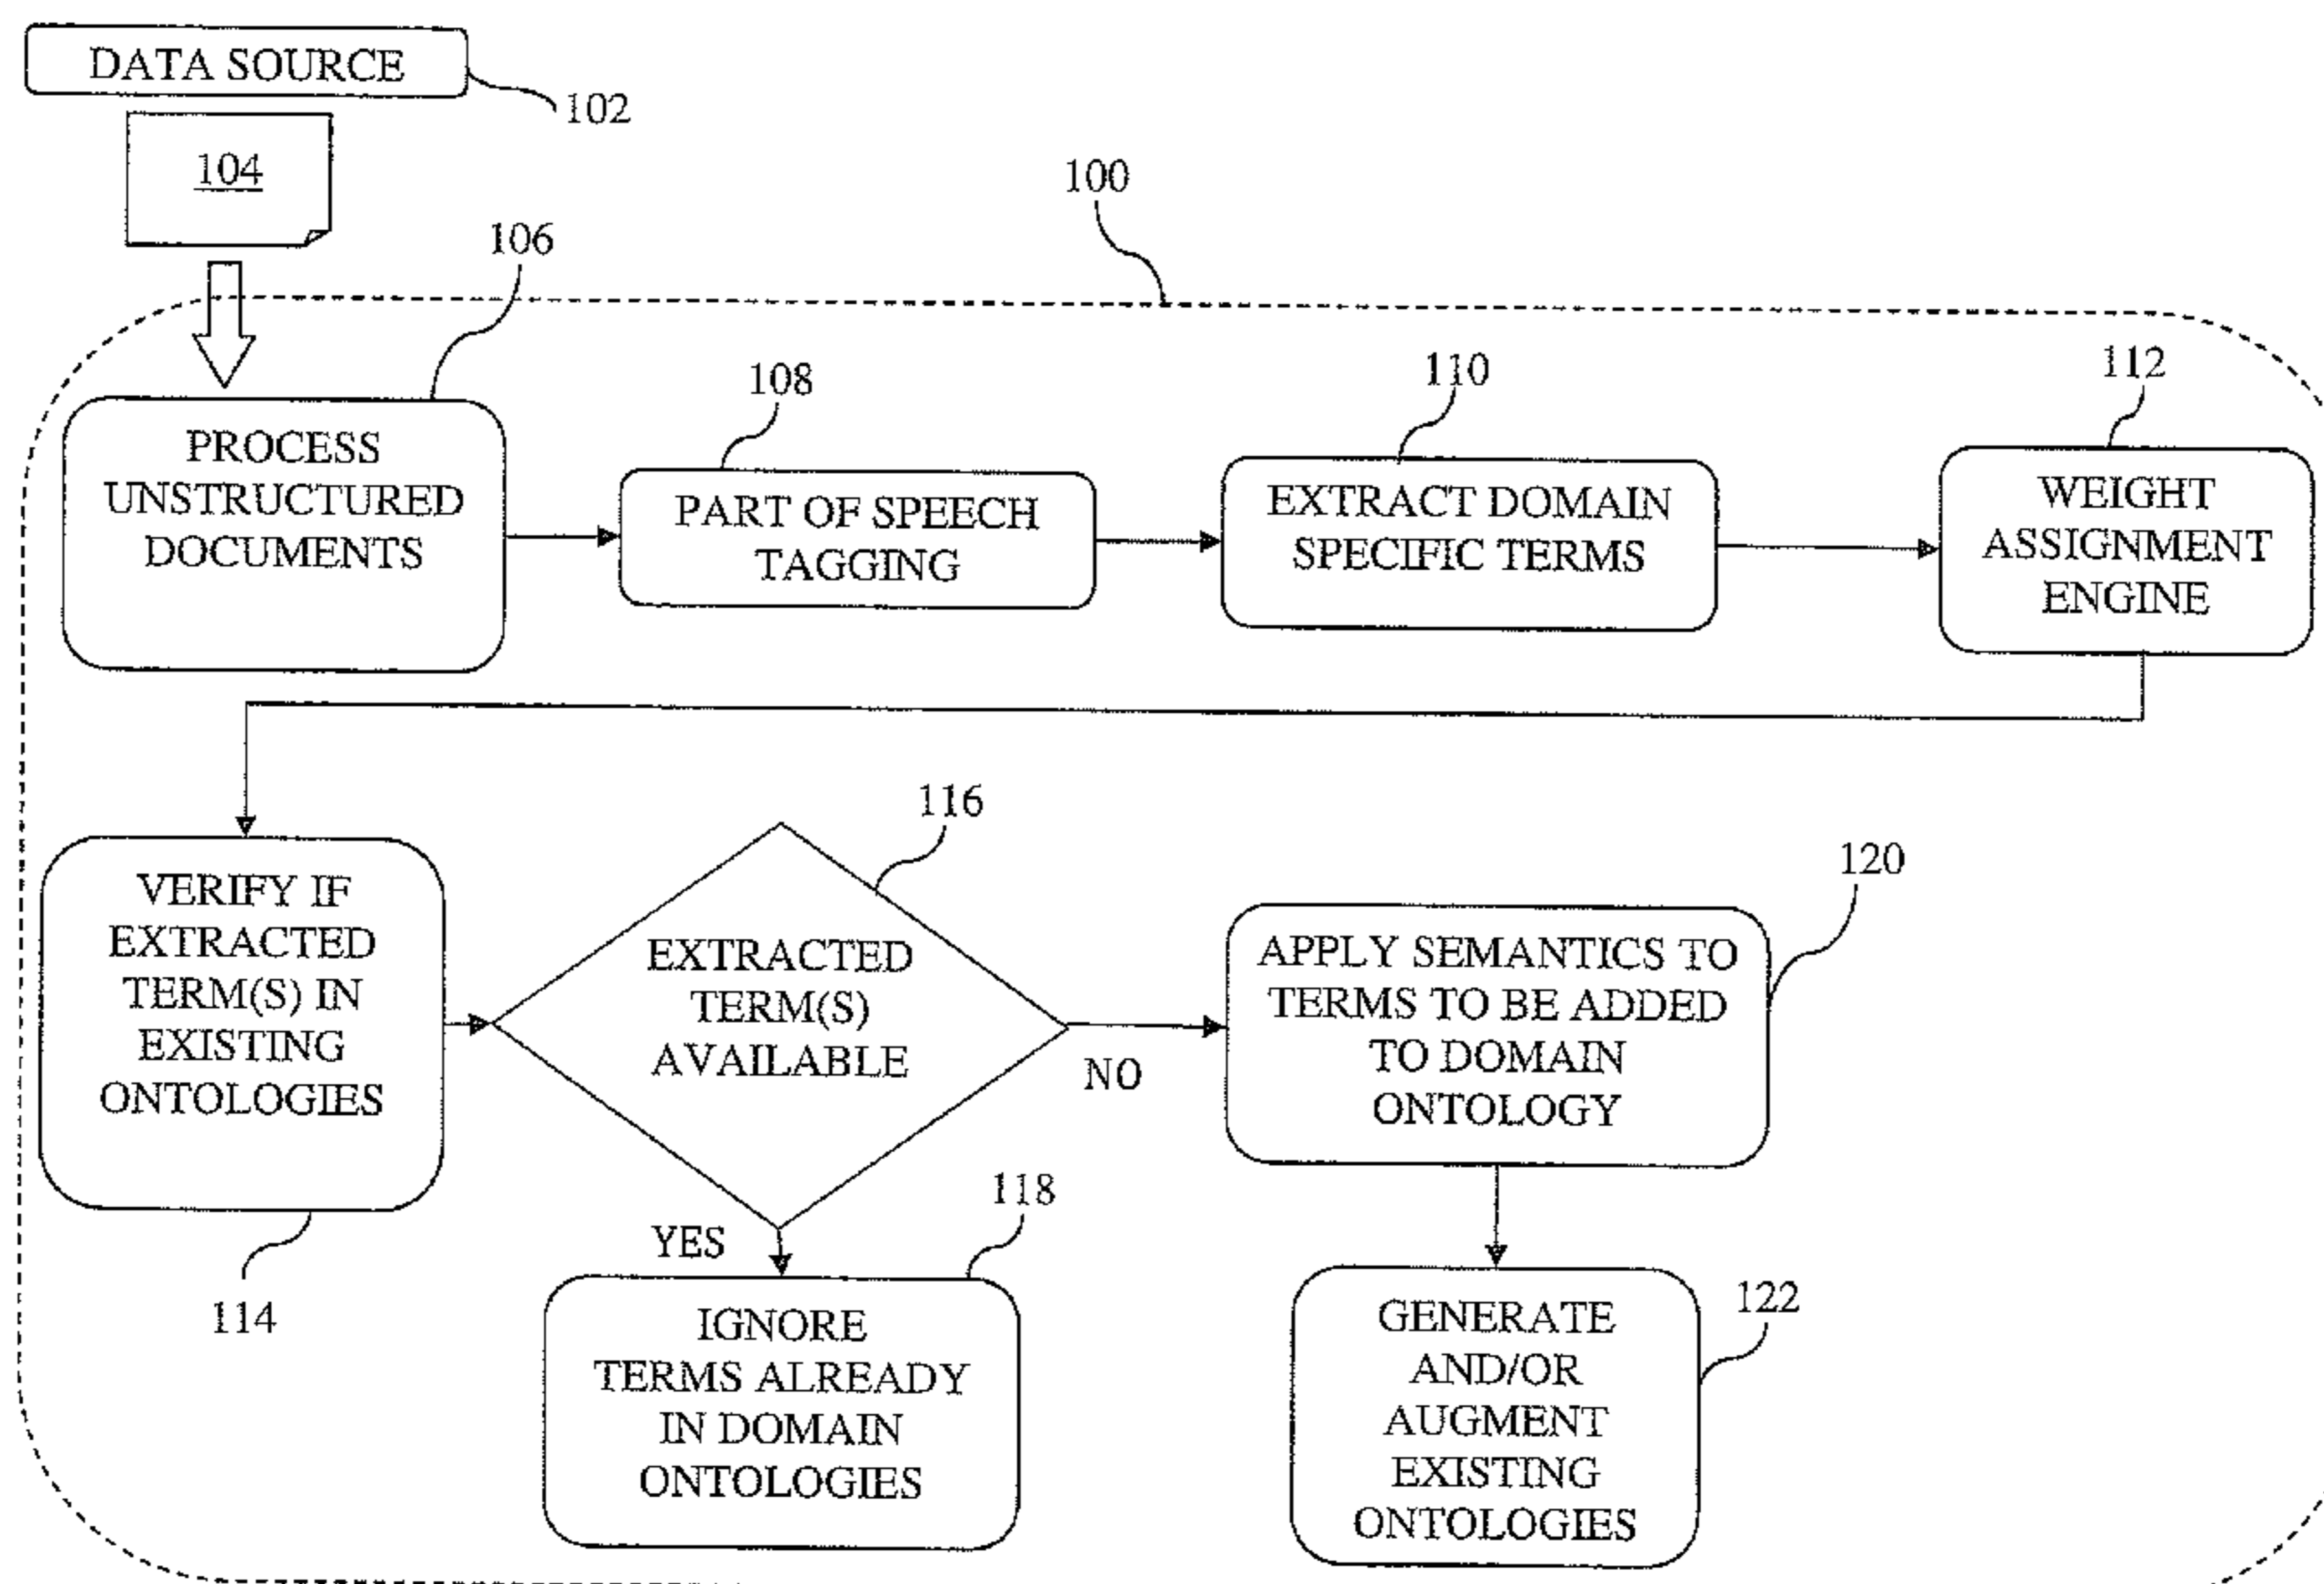 DATA SOURCE
102
104
100
106
108
110
112
PROCESS
UNSTRUCTURED
DOCUMENTS
PART OF SPEECH
TAGGING
EXTRACT DOMAIN
SPECIFIC TERMS
WEIGHT
ASSIGNMENT
ENGINE
VERIFY IF
EXTRACTED
TERM(S) IN
EXISTING
ONTOLOGIES
114
116
EXTRACTED
TERM(S)
AVAILABLE
NO
YES
120
APPLY SEMANTICS TO
TERMS TO BE ADDED
TO DOMAIN
ONTOLOGY
118
IGNORE
TERMS ALREADY
IN DOMAIN
ONTOLOGIES
122
GENERATE
AND/OR
AUGMENT
EXISTING
ONTOLOGIES